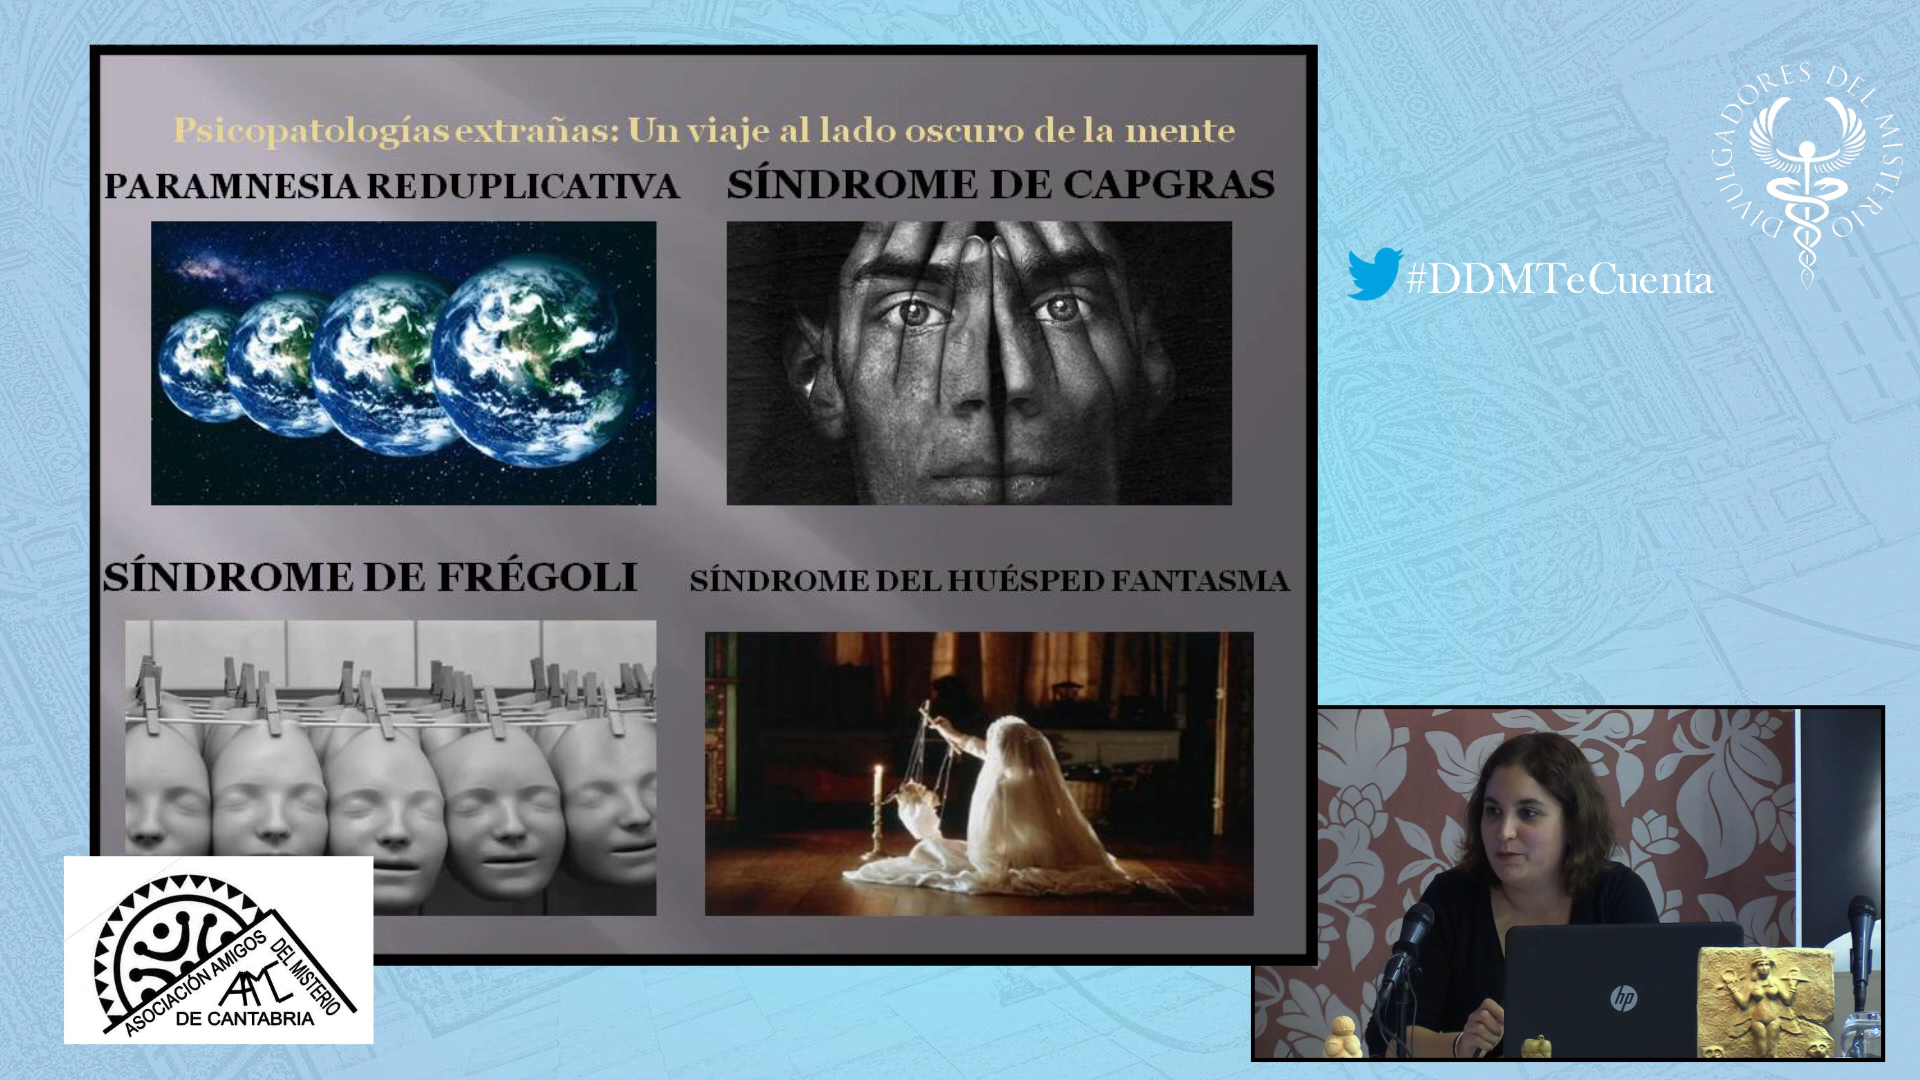 Psicopatologías extrañas: Un viaje al lado oscuro de la mente
PARAMNESIA REDUPLICATIVA
SÍNDROME DE CAPGRAS
SÍNDROME DE FRÉGOLI
SÍNDROME DEL HUÉSPED FANTASMA
DIVULGADORES DEL MISTERIO
#DDMTeCuenta
ASOCIACIÓN AMIGOS
DEL MISTERIO
AMC
DE CANTABRIA
hp